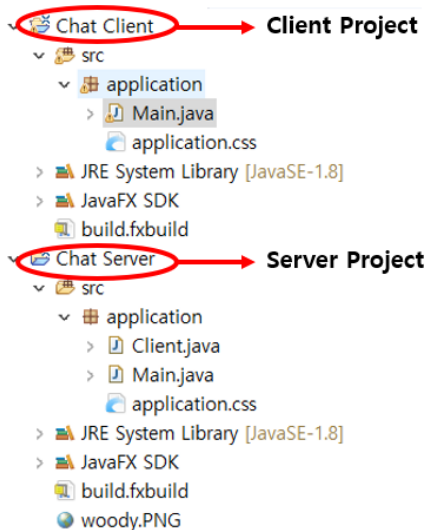 Chat Client Client Project
src
application
Main.java
application.css
JRE System Library [JavaSE-1.8]
JavaFX SDK
build.fxbuild
Chat Server Server Project
src
application
Client.java
Main.java
application.css
JRE System Library [JavaSE-1.8]
JavaFX SDK
build.fxbuild
woody.PNG